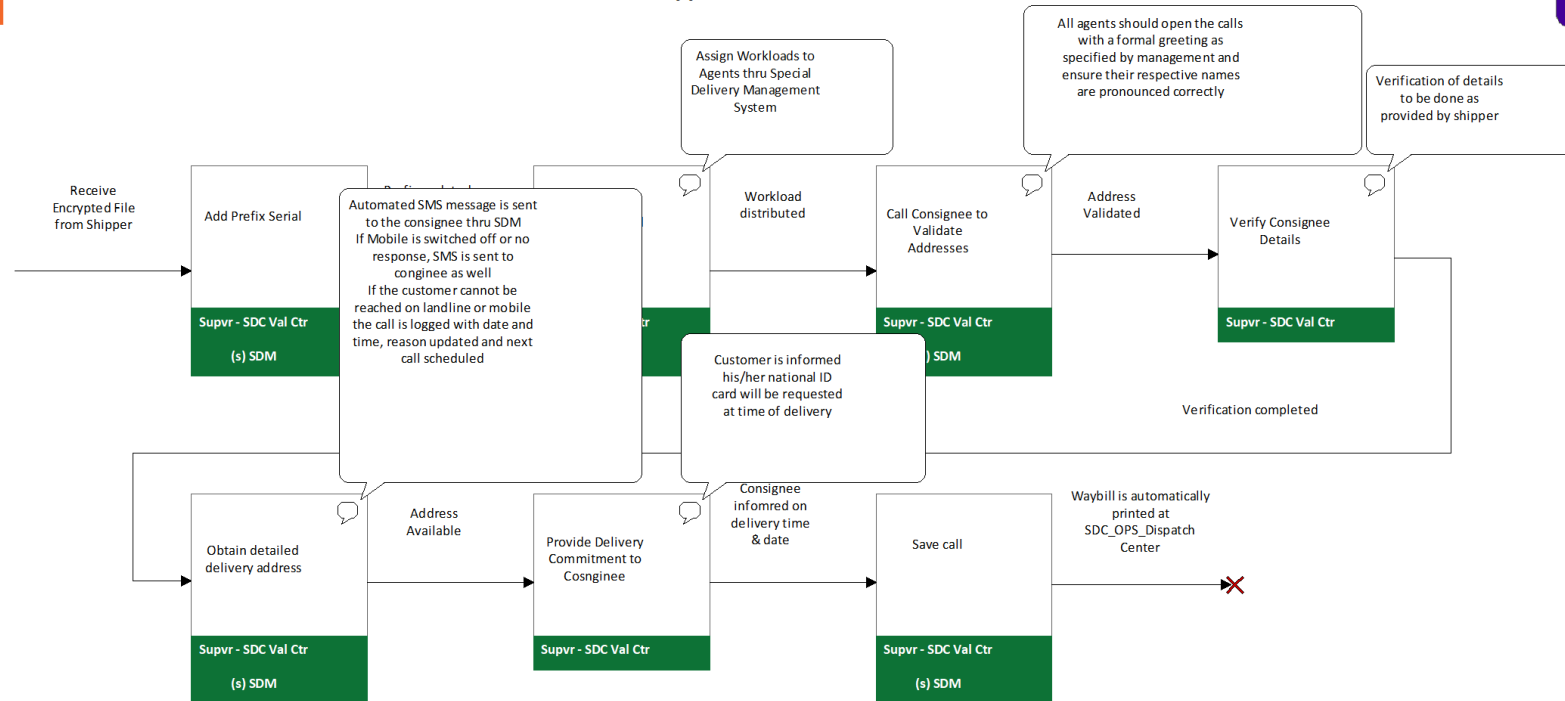 Assign Workloads to
Agents thru Special
Delivery Management
System
All agents should open the calls
with a formal greeting as
specified by management and
ensure their respective names
are pronounced correctly
Verification of details
to be done as
provided by shipper
Receive
Encrypted File
from Shipper
Add Prefix Serial
Supvr - SDC Val Ctr
(s) SDM
Automated SMS message is sent
to the consignee thru SDM
If Mobile is switched off or no
response, SMS is sent to
conginee as well
If the customer cannot be
reached on landline or mobile
the call is logged with date and
time, reason updated and next
call scheduled
Workload
distributed
Call Consignee to
Validate
Addresses
Supvr - SDC Val Ctr
) SDM
Address
Validated
Verify Consignee
Details
Supvr - SDC Val Ctr
Customer is informed
his/her national ID
card will be requested
at time of delivery
Verification completed
Obtain detailed
delivery address
Supvr - SDC Val Ctr
(s) SDM
Address
Available
Provide Delivery
Commitment to
Cosnginee
Supvr - SDC Val Ctr
Consignee
infomred on
delivery time
& date
Save call
Supvr - SDC Val Ctr
(s) SDM
Waybill is automatically
printed at
SDC_OPS_Dispatch
Center